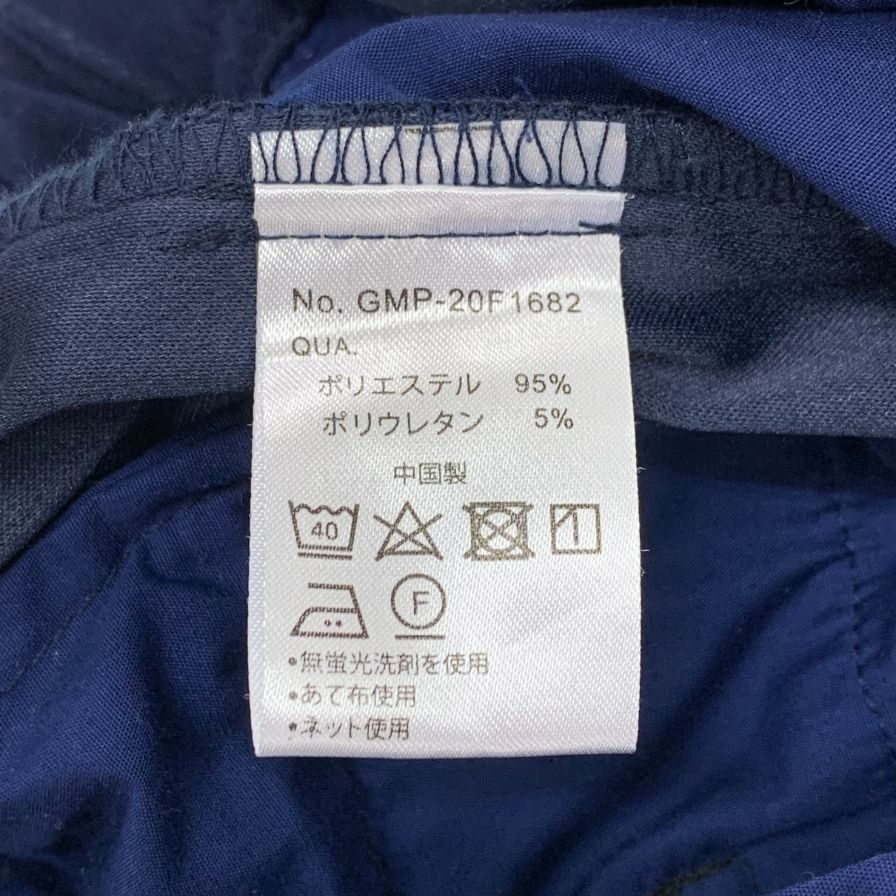 No. GMP-20F1682
QUA.
ポリエステル 95%
ポリウレタン 5%
中国製
40
F
•無蛍光洗剤を使用
•あて布使用
•ネット使用